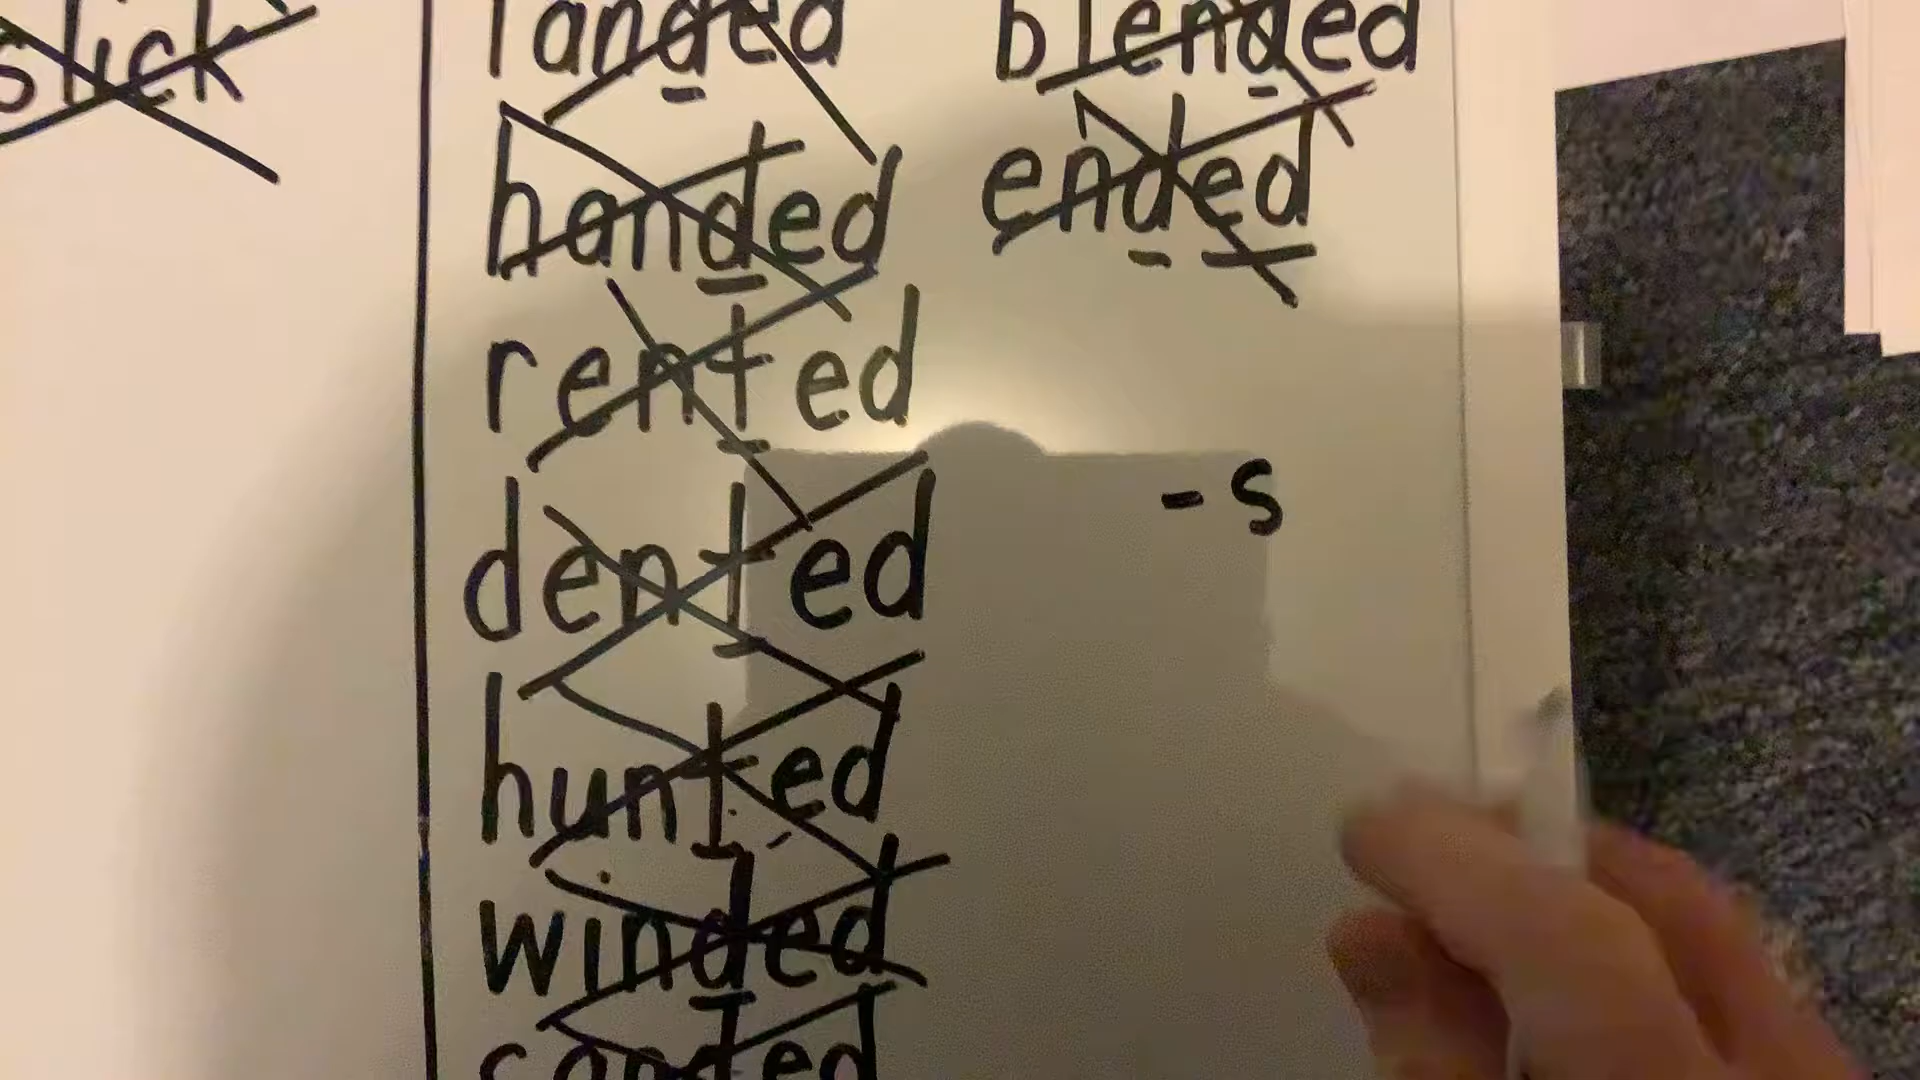 slick
landed
handed
rented
dented
hunted
winded
blended
ended
-s